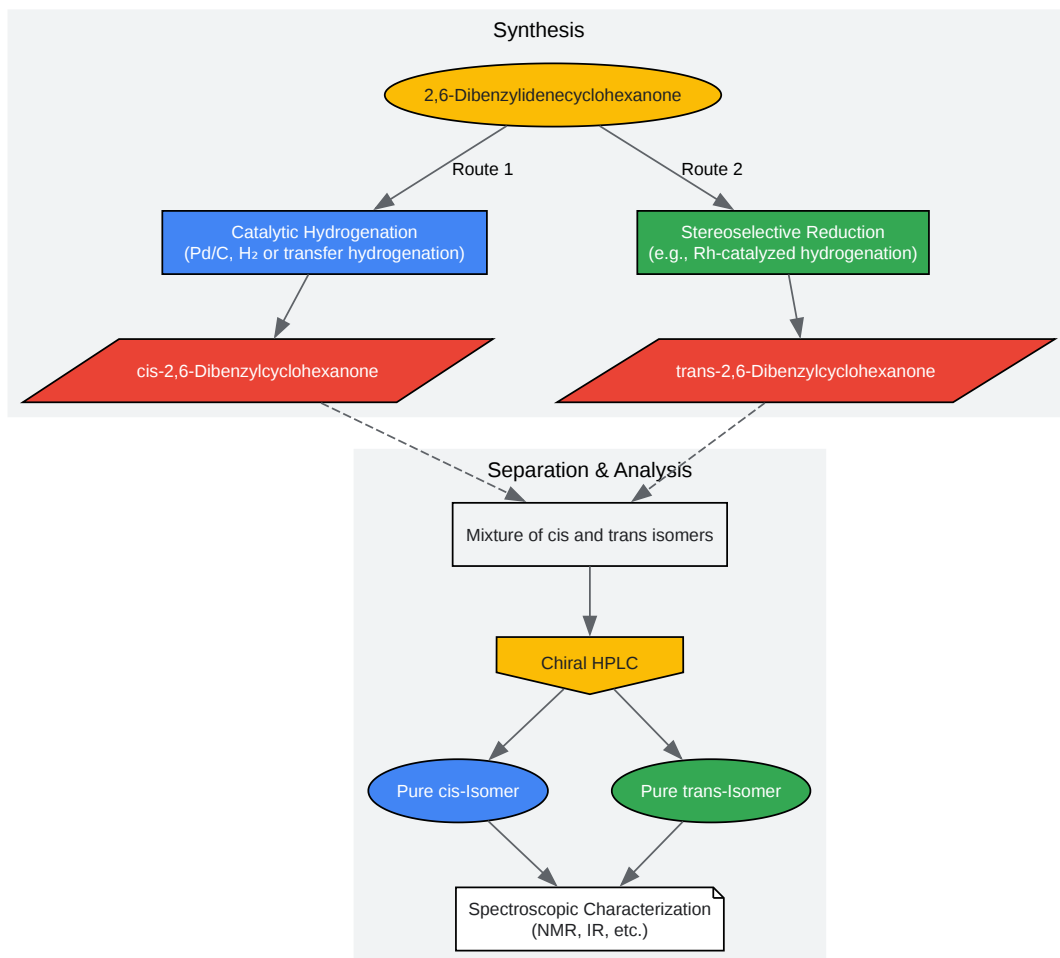 Synthesis
2,6-Dibenzylidenecyclohexanone
Route 1
Route 2
Catalytic Hydrogenation
(Pd/C, H₂ or transfer hydrogenation)
Stereoselective Reduction
(e.g., Rh-catalyzed hydrogenation)
cis-2,6-Dibenzylcyclohexanone
trans-2,6-Dibenzylcyclohexanone
Separation & Analysis
Mixture of cis and trans isomers
Chiral HPLC
Pure cis-Isomer
Pure trans-Isomer
Spectroscopic Characterization
(NMR, IR, etc.)